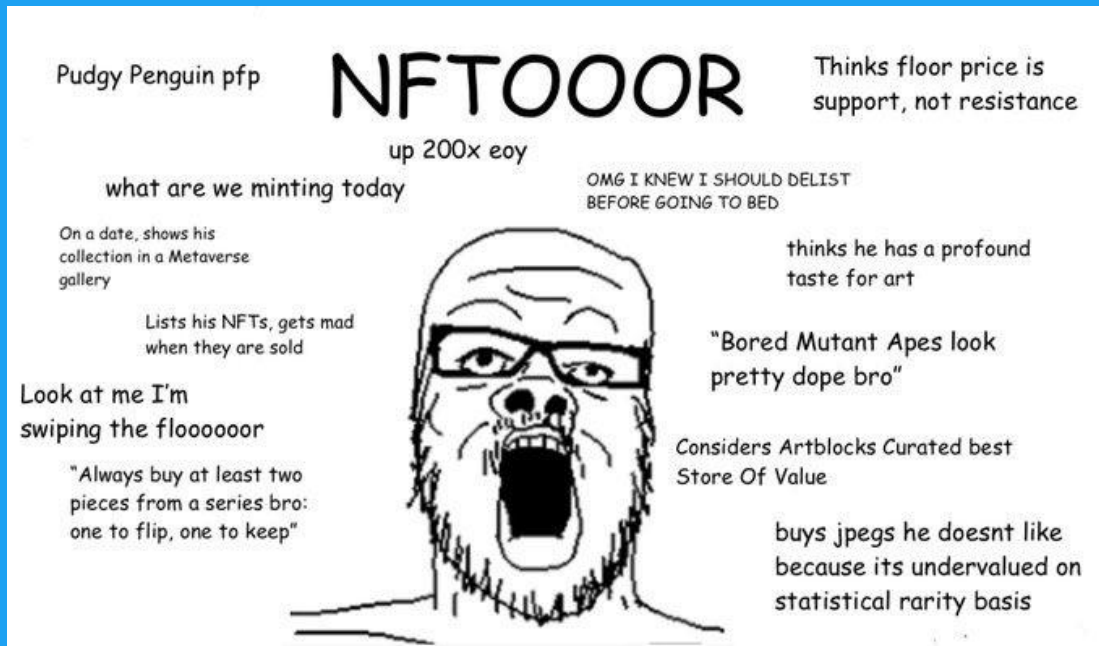 Pudgy Penguin pfp
NFTOOOR
Thinks floor price is
support, not resistance
up 200x eoy
what are we minting today
OMG I KNEW I SHOULD DELIST
BEFORE GOING TO BED
On a date, shows his
collection in a Metaverse
gallery
thinks he has a profound
taste for art
Lists his NFTs, gets mad
when they are sold
"Bored Mutant Apes look
pretty dope bro"
Look at me I'm
swiping the flooooooor
Considers Artblocks Curated best
Store Of Value
"Always buy at least two
pieces from a series bro:
one to flip, one to keep"
buys jpegs he doesnt like
because its undervalued on
statistical rarity basis